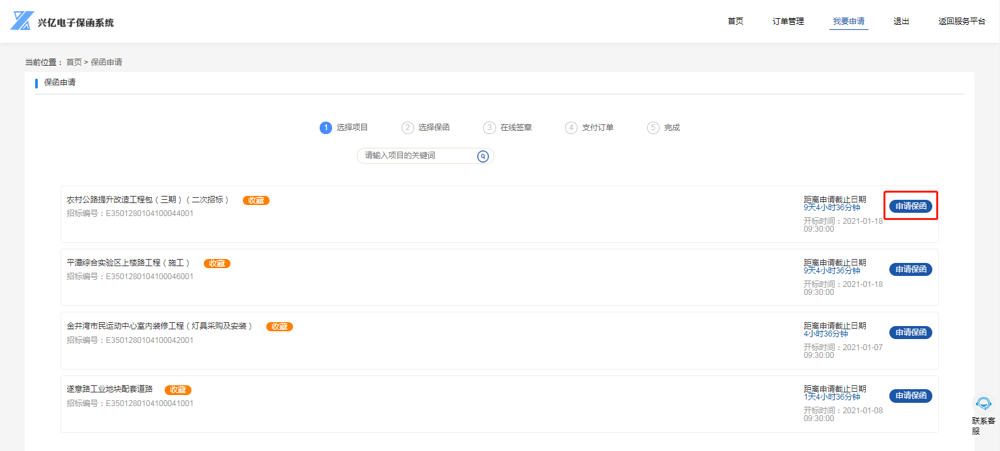 兴亿电子保函系统
首页 订单管理 我要申请 退出 返回服务平台
当前位置： 首页 > 保函申请
保函申请
1 选择项目 2 选择保函 3 在线签章 4 支付订单 5 完成
请输入项目的关键词
农村公路提升改造工程包（三期）（二次招标） 收藏
招标编号：E3501280104100044001
距离申请截止日期
9天4小时36分钟
开标时间：2021-01-18
09:30:00
申请保函
平潭综合实验区上楼路工程（施工） 收藏
招标编号：E3501280104100046001
距离申请截止日期
9天4小时36分钟
开标时间：2021-01-18
09:30:00
申请保函
金井湾市民运动中心室内装修工程（灯具采购及安装） 收藏
招标编号：E3501280104100042001
距离申请截止日期
4小时36分钟
开标时间：2021-01-07
09:30:00
申请保函
遂意路工业地块配套道路 收藏
招标编号：E3501280104100041001
距离申请截止日期
1天4小时36分钟
开标时间：2021-01-08
09:30:00
申请保函
联系客
服